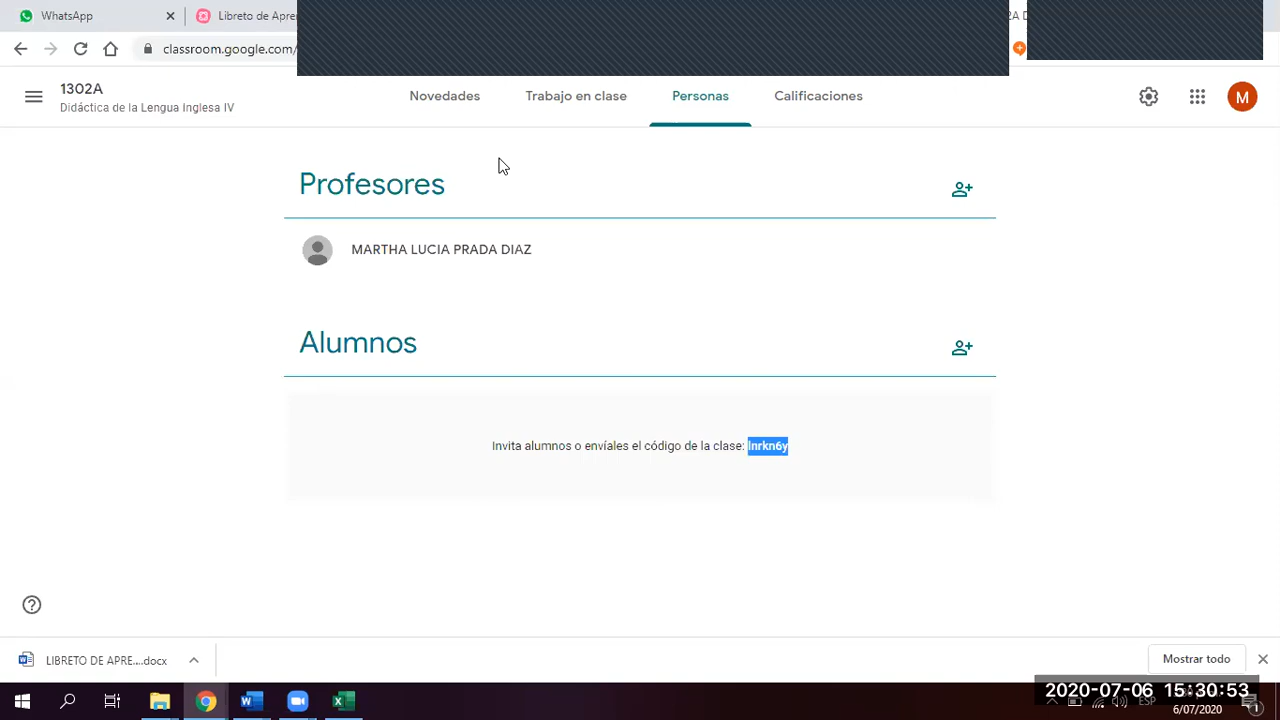 WhatsApp
Libreto de Apre
classroom.google.com/
1302A
Didáctica de la Lengua Inglesa IV
Novedades
Trabajo en clase
Personas
Calificaciones
M
Profesores
MARTHA LUCIA PRADA DIAZ
Alumnos
Invita alumnos o envíales el código de la clase: lnrkn6y
LIBRETO DE APRE....docx
Mostrar todo
2020-07-06 15:30:53
ESP
6/07/2020